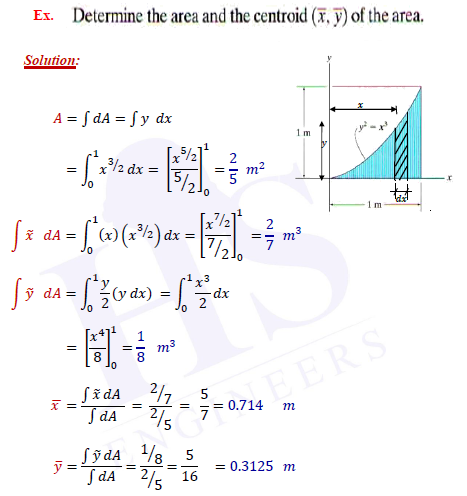 Ex. Determine the area and the centroid (x̄, ȳ) of the area.
Solution:
A = ∫ dA = ∫ y dx
= ∫₀¹ x^(3/2) dx = [x^(5/2) / (5/2)]₀¹ = 2/5 m²
∫ x̃ dA = ∫₀¹ (x)(x^(3/2)) dx = [x^(7/2) / (7/2)]₀¹ = 2/7 m³
∫ ỹ dA = ∫₀¹ y/2 (y dx) = ∫₀¹ x³/2 dx
= [x⁴/8]₀¹ = 1/8 m³
x̄ = ∫ x̃ dA / ∫ dA = (2/7) / (2/5) = 5/7 = 0.714 m
ȳ = ∫ ỹ dA / ∫ dA = (1/8) / (2/5) = 5/16 = 0.3125 m
y
x
y² = x³
1 m
y
x
dx
1 m
HS
ENGINEERS